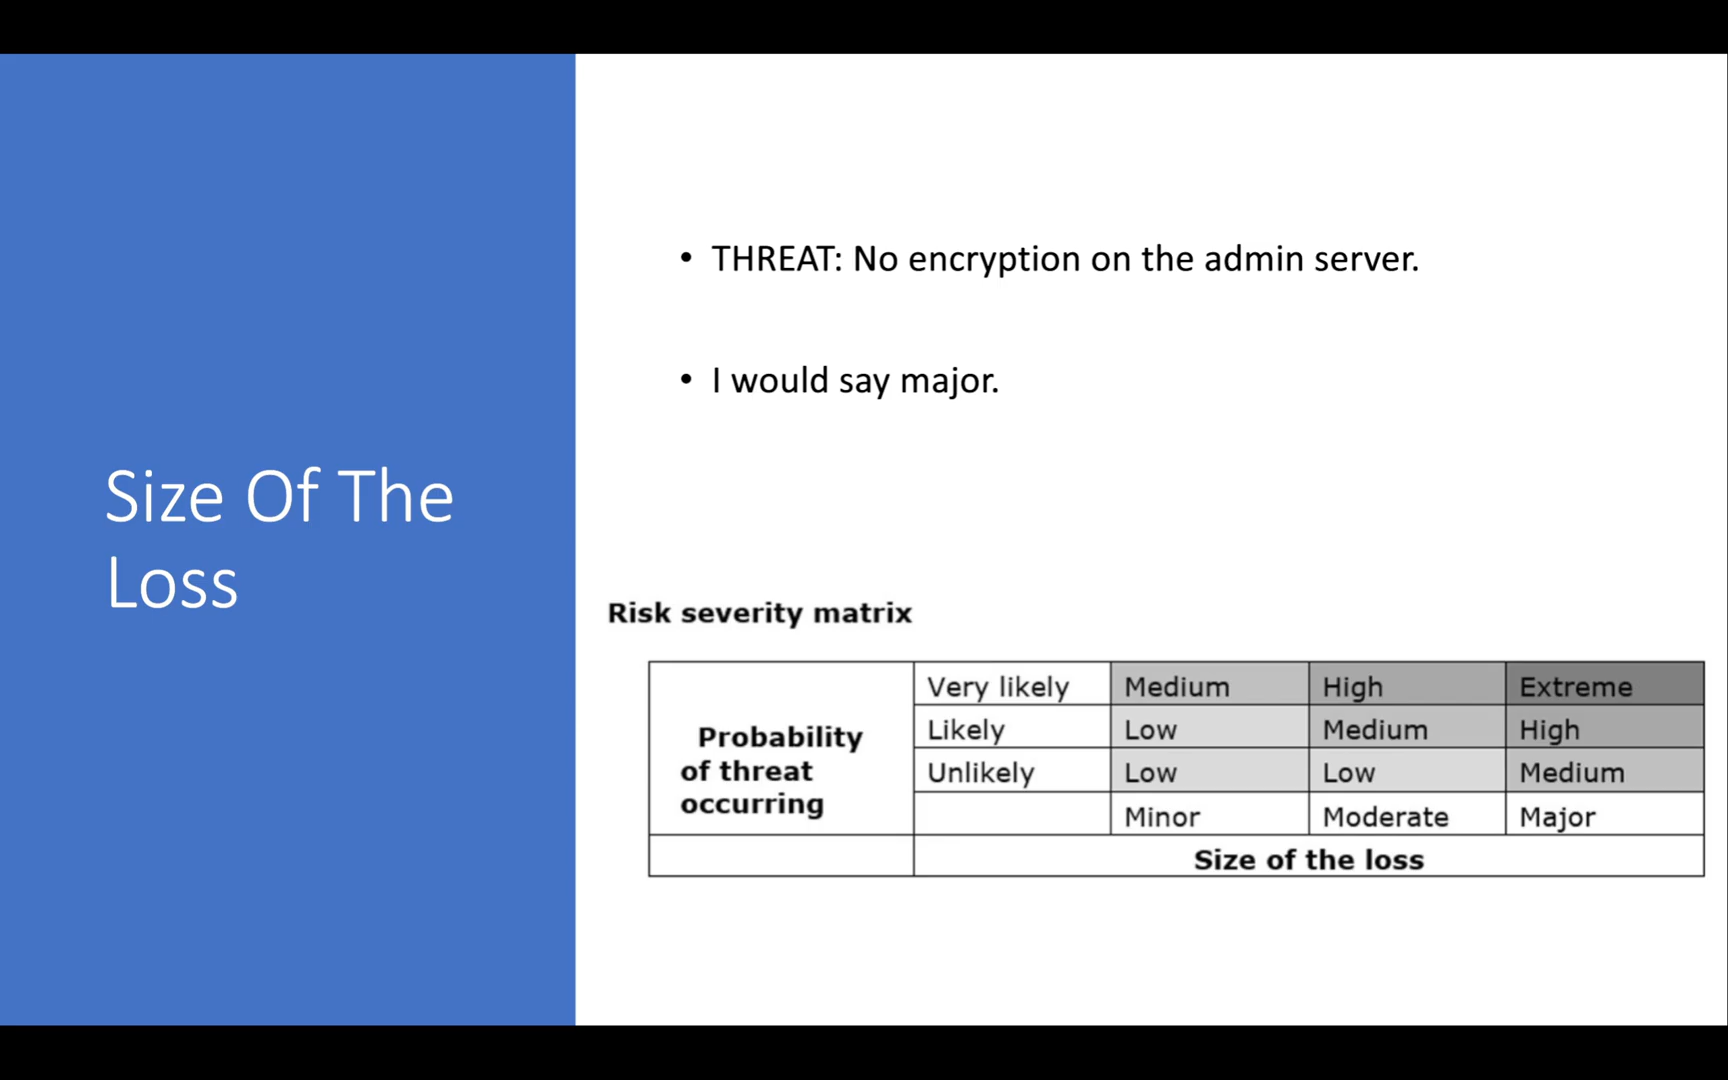 Size Of The
Loss
• THREAT: No encryption on the admin server.
• I would say major.
Risk severity matrix
Probability
of threat
occurring
Very likely Medium High Extreme
Likely Low Medium High
Unlikely Low Low Medium
Minor Moderate Major
Size of the loss